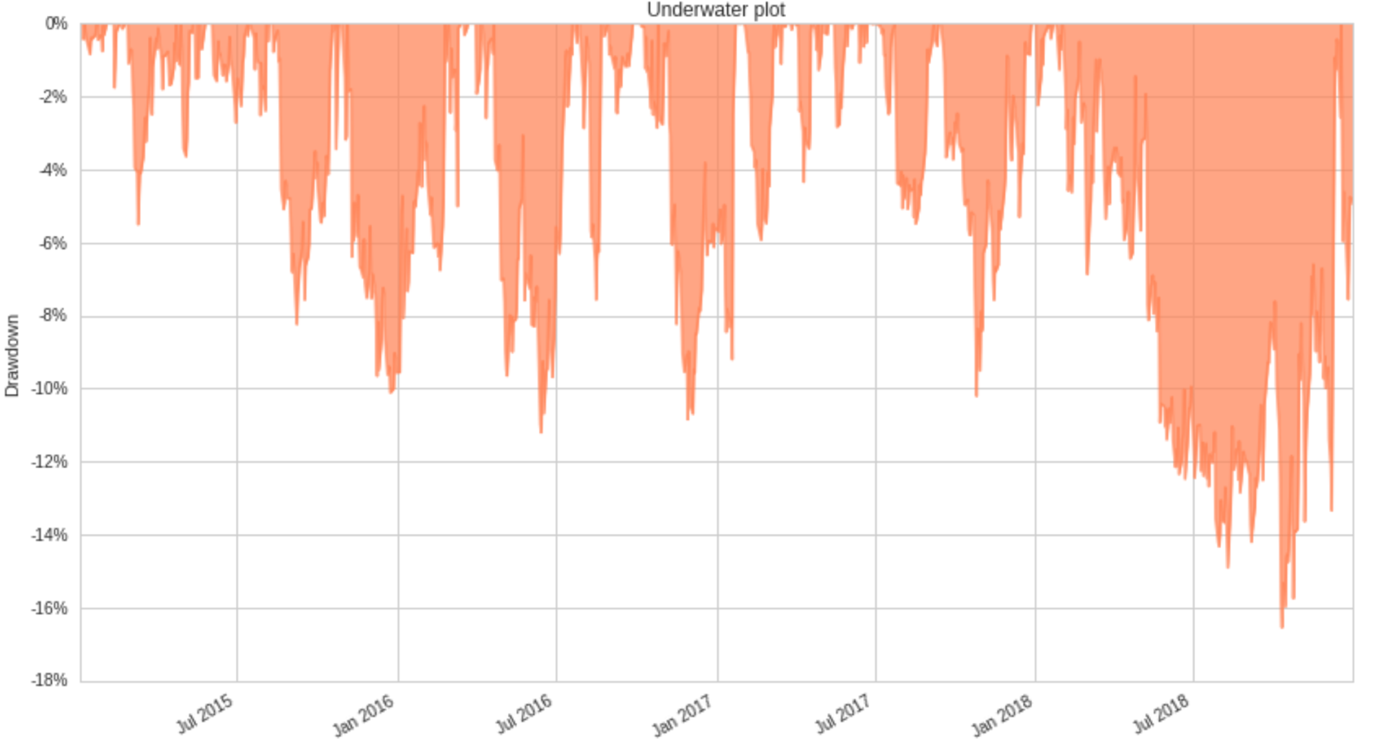 Underwater plot
0%
-2%
-4%
-6%
-8%
-10%
-12%
-14%
-16%
-18%
Drawdown
Jul 2015
Jan 2016
Jul 2016
Jan 2017
Jul 2017
Jan 2018
Jul 2018